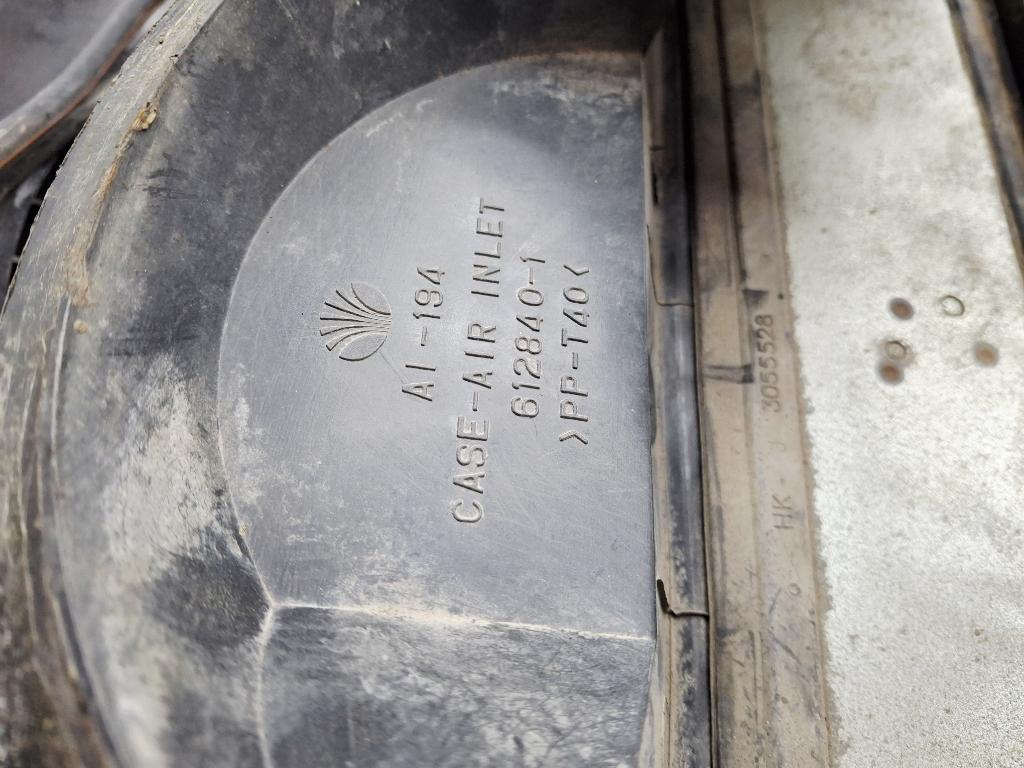 AI-194
CASE-AIR INLET
612840-1
>PP-T40<
HK - J 3055528